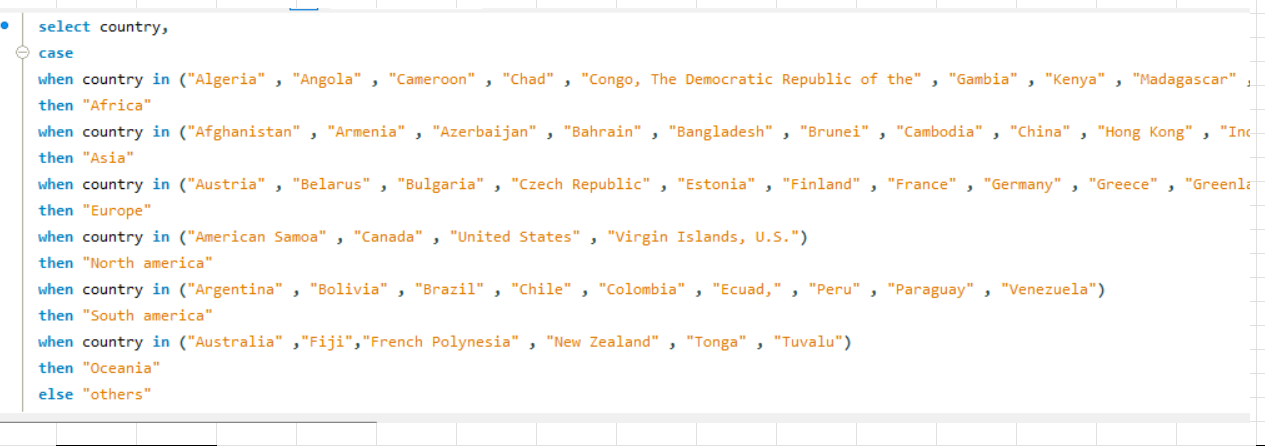 select country,
case
when country in ("Algeria" , "Angola" , "Cameroon" , "Chad" , "Congo, The Democratic Republic of the" , "Gambia" , "Kenya" , "Madagascar" ,
then "Africa"
when country in ("Afghanistan" , "Armenia" , "Azerbaijan" , "Bahrain" , "Bangladesh" , "Brunei" , "Cambodia" , "China" , "Hong Kong" ,
then "Asia"
when country in ("Austria" , "Belarus" , "Bulgaria" , "Czech Republic" , "Estonia" , "Finland" , "France" , "Germany" , "Greece" ,
then "Europe"
when country in ("American Samoa" , "Canada" , "United States" , "Virgin Islands, U.S.")
then "North america"
when country in ("Argentina" , "Bolivia" , "Brazil" , "Chile" , "Colombia" , "Ecuad," , "Peru" , "Paraguay" , "Venezuela")
then "South america"
when country in ("Australia" ,"Fiji","French Polynesia" , "New Zealand" , "Tonga" , "Tuvalu")
then "Oceania"
else "others"